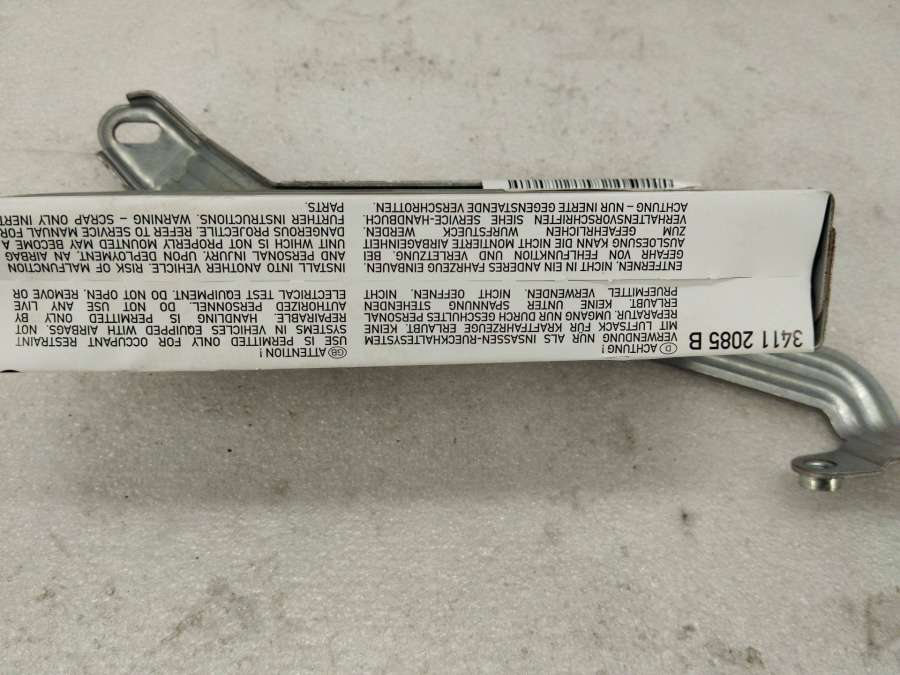 3411 2085 B
D ACHTUNG !
VERWENDUNG NUR ALS INSASSEN-RUECKHALTESYSTEM
MIT LUFTSACK FÜR KRAFTFAHRZEUGE ERLAUBT. KEINE
REPARATUR. UMGANG NUR DURCH GESCHULTES PERSONAL
ERLAUBT. KEINE UNTER SPANNUNG STEHENDEN
PRUEFMITTEL VERWENDEN. NICHT OEFFNEN. NICHT
ENTFERNEN. NICHT IN EIN ANDERES FAHRZEUG EINBAUEN.
GEFAHR VON FEHLFUNKTION UND VERLETZUNG. BEI
AUSLOESUNG KANN DIE NICHT MONTIERTE AIRBAGEINHEIT
ZUM GEFAEHRLICHEN WURFSTUECK WERDEN.
VERHALTENSVORSCHRIFTEN SIEHE SERVICE-HANDBUCH.
ACHTUNG - NUR INERTE GEGENSTAENDE VERSCHROTTEN.
GB ATTENTION !
USE IS PERMITTED ONLY FOR OCCUPANT RESTRAINT
SYSTEMS IN VEHICLES EQUIPPED WITH AIRBAGS. NOT
REPAIRABLE. HANDLING IS PERMITTED ONLY BY
AUTHORIZED PERSONNEL. DO NOT USE ANY LIVE
ELECTRICAL TEST EQUIPMENT. DO NOT OPEN, REMOVE OR
INSTALL INTO ANOTHER VEHICLE. RISK OF MALFUNCTION
AND PERSONAL INJURY. UPON DEPLOYMENT, AN AIRBAG
UNIT WHICH IS NOT PROPERLY MOUNTED MAY BECOME A
DANGEROUS PROJECTILE. REFER TO SERVICE MANUAL FOR
FURTHER INSTRUCTIONS. WARNING - SCRAP ONLY INERT
PARTS.